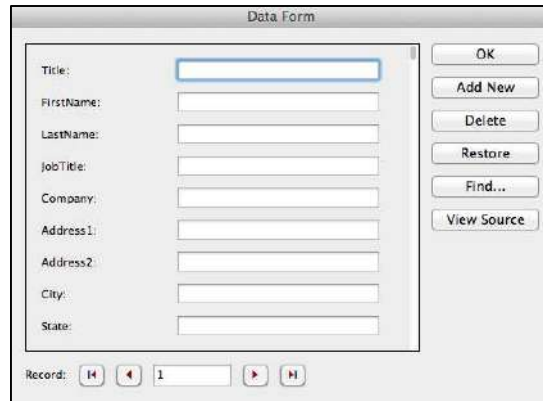 Data Form
Title:
FirstName:
LastName:
JobTitle:
Company:
Address1:
Address2:
City:
State:
OK
Add New
Delete
Restore
Find...
View Source
Record: 1